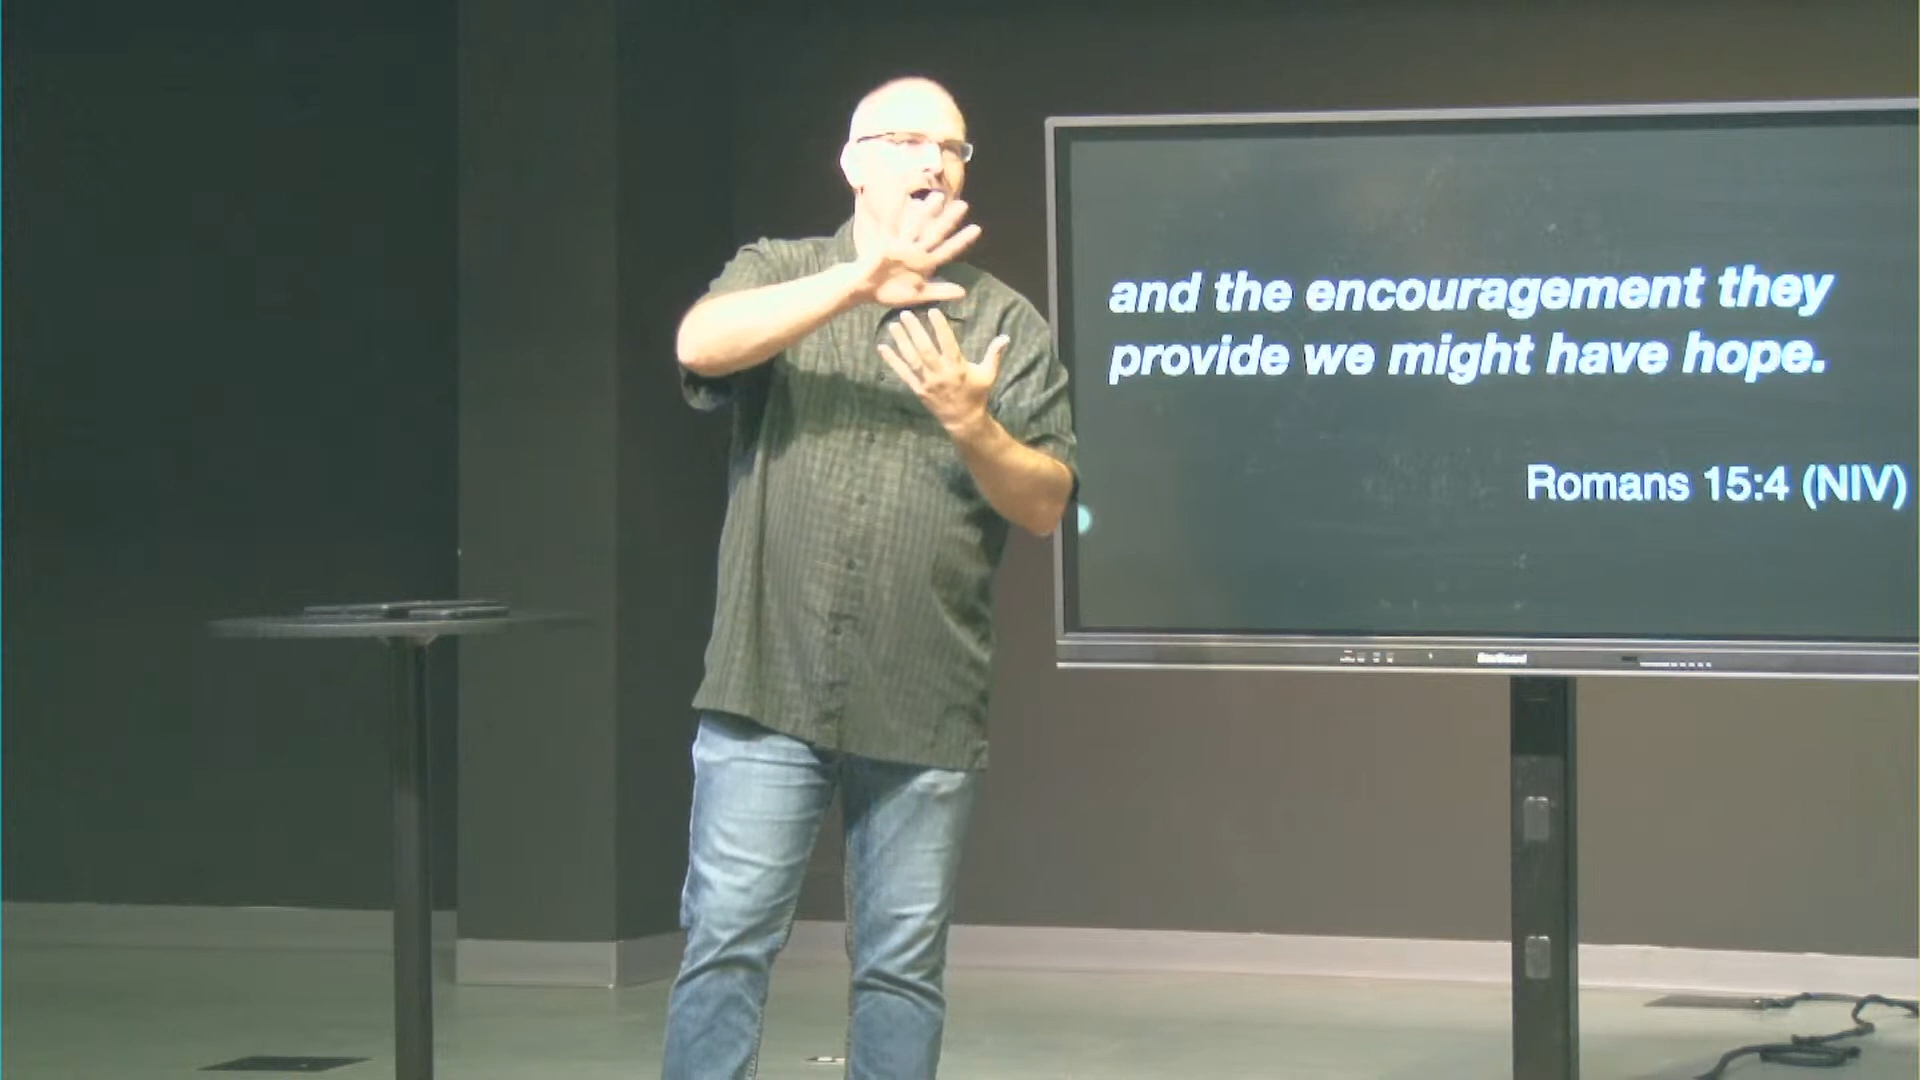 and the encouragement they
provide we might have hope.
Romans 15:4 (NIV)